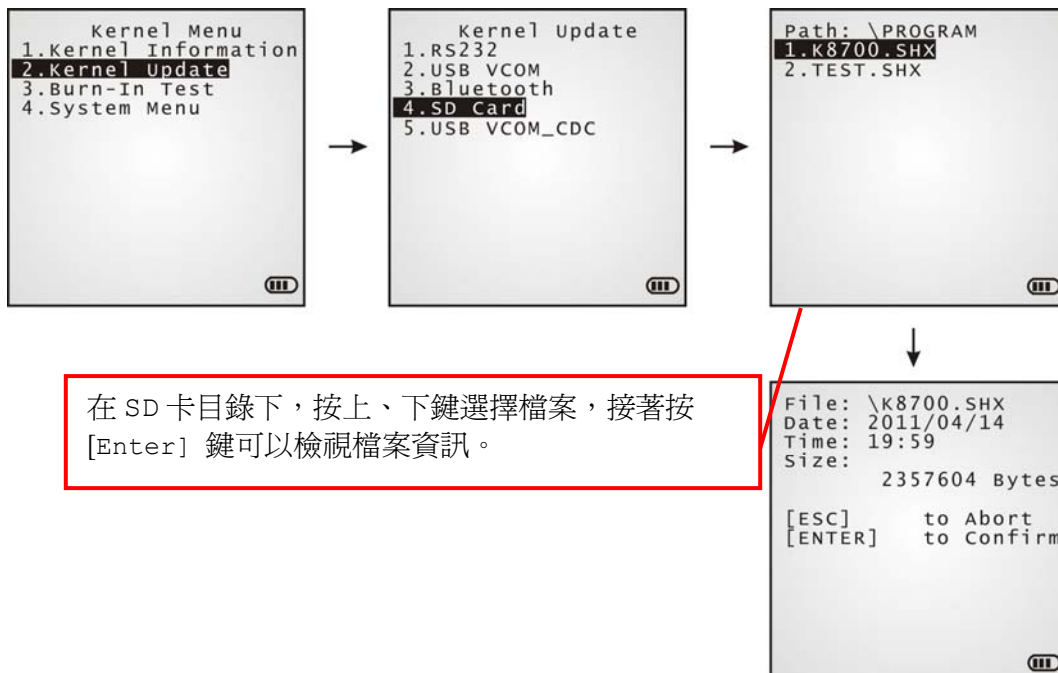 Kernel Menu
1.Kernel Information
2.Kernel Update
3.Burn-In Test
4.System Menu
Kernel Update
1.RS232
2.USB VCOM
3.Bluetooth
4.SD Card
5.USB VCOM_CDC
Path: \PROGRAM
1.K8700.SHX
2.TEST.SHX
在 SD 卡目錄下，按上、下鍵選擇檔案，接著按
[Enter] 鍵可以檢視檔案資訊。
File: \K8700.SHX
Date: 2011/04/14
Time: 19:59
Size:
2357604 Bytes
[ESC] to Abort
[ENTER] to Confirm